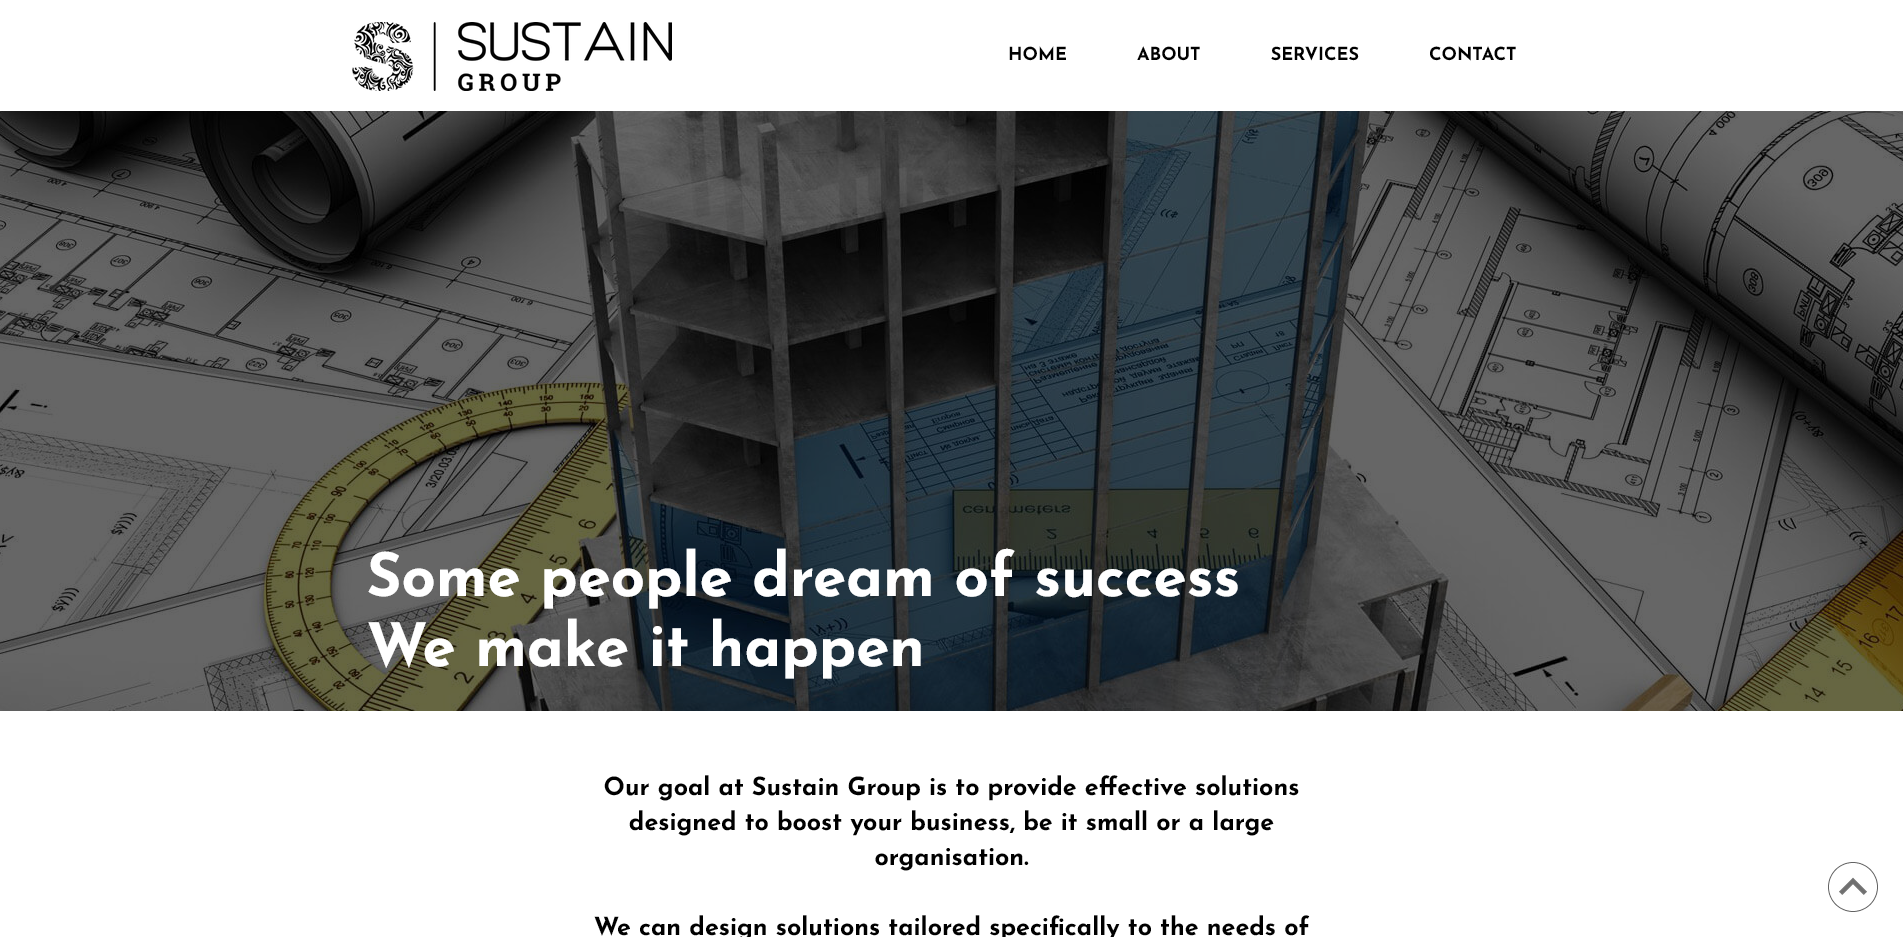 SUSTAIN
GROUP
HOME
ABOUT
SERVICES
CONTACT
Some people dream of success
We make it happen
Our goal at Sustain Group is to provide effective solutions
designed to boost your business, be it small or a large
organisation.
We can design solutions tailored specifically to the needs of